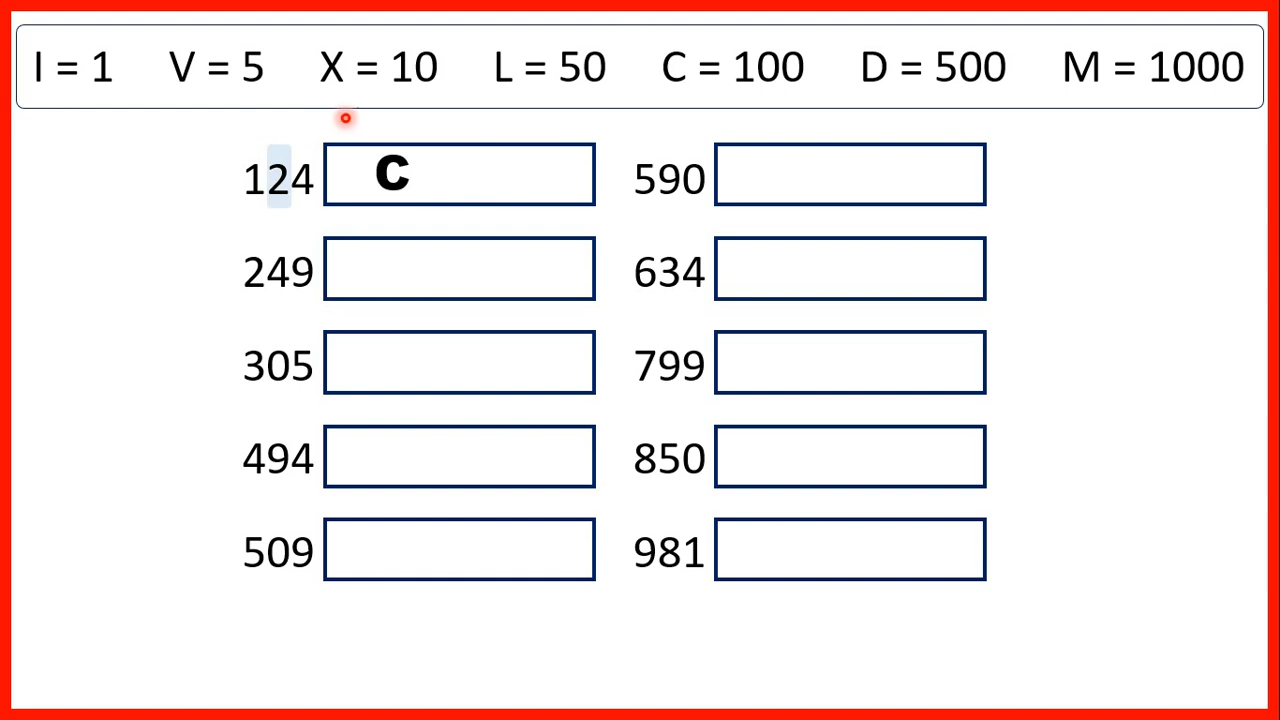 I = 1 V = 5 X = 10 L = 50 C = 100 D = 500 M = 1000
124 C 590
249 634
305 799
494 850
509 981